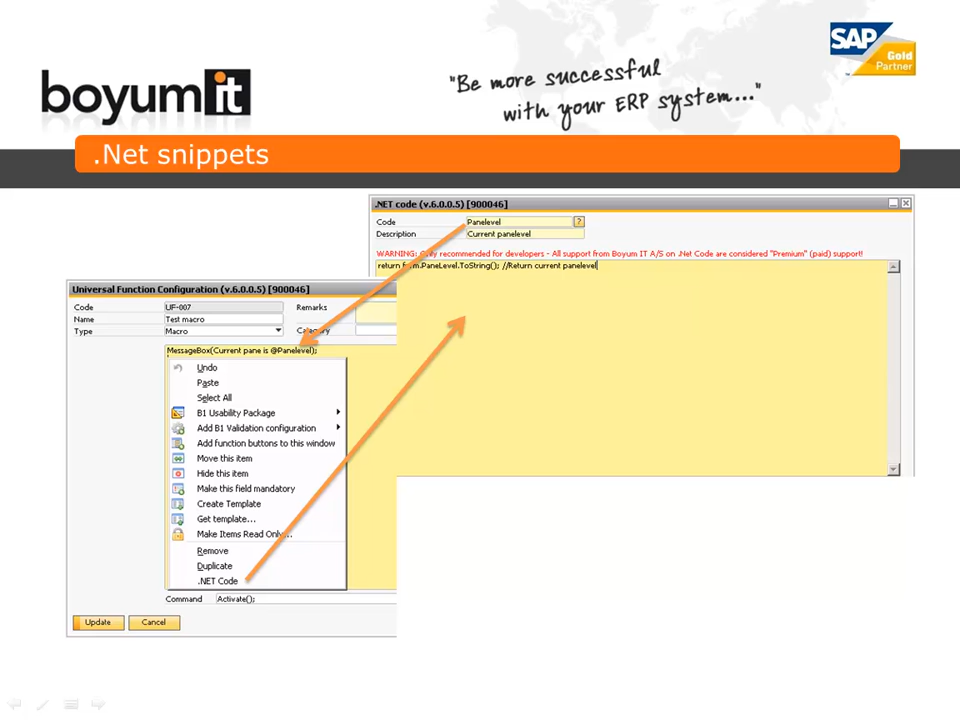 SAP
Gold
Partner
boyum it
"Be more successful
with your ERP system..."
.Net snippets
.NET code (v.6.0.0.5) [900046]
Code Panelevel ?
Description Current panelevel
WARNING: Only recommended for developers - All support from Boyum IT A/S on .Net Code are considered "Premium" (paid) support!
return form.PaneLevel.ToString(); //Return current panelevel
Universal Function Configuration (v.6.0.0.5) [900046]
Code UF-007 Remarks
Name Test macro
Type Macro Category
MessageBox(Current pane is @Panelevel);
Undo
Paste
Select All
B1 Usability Package
Add B1 Validation configuration
Add function buttons to this window
Move this item
Hide this item
Make this field mandatory
Create Template
Get template...
Make Items Read Only...
Remove
Duplicate
.NET Code
Command Activate();
Update Cancel